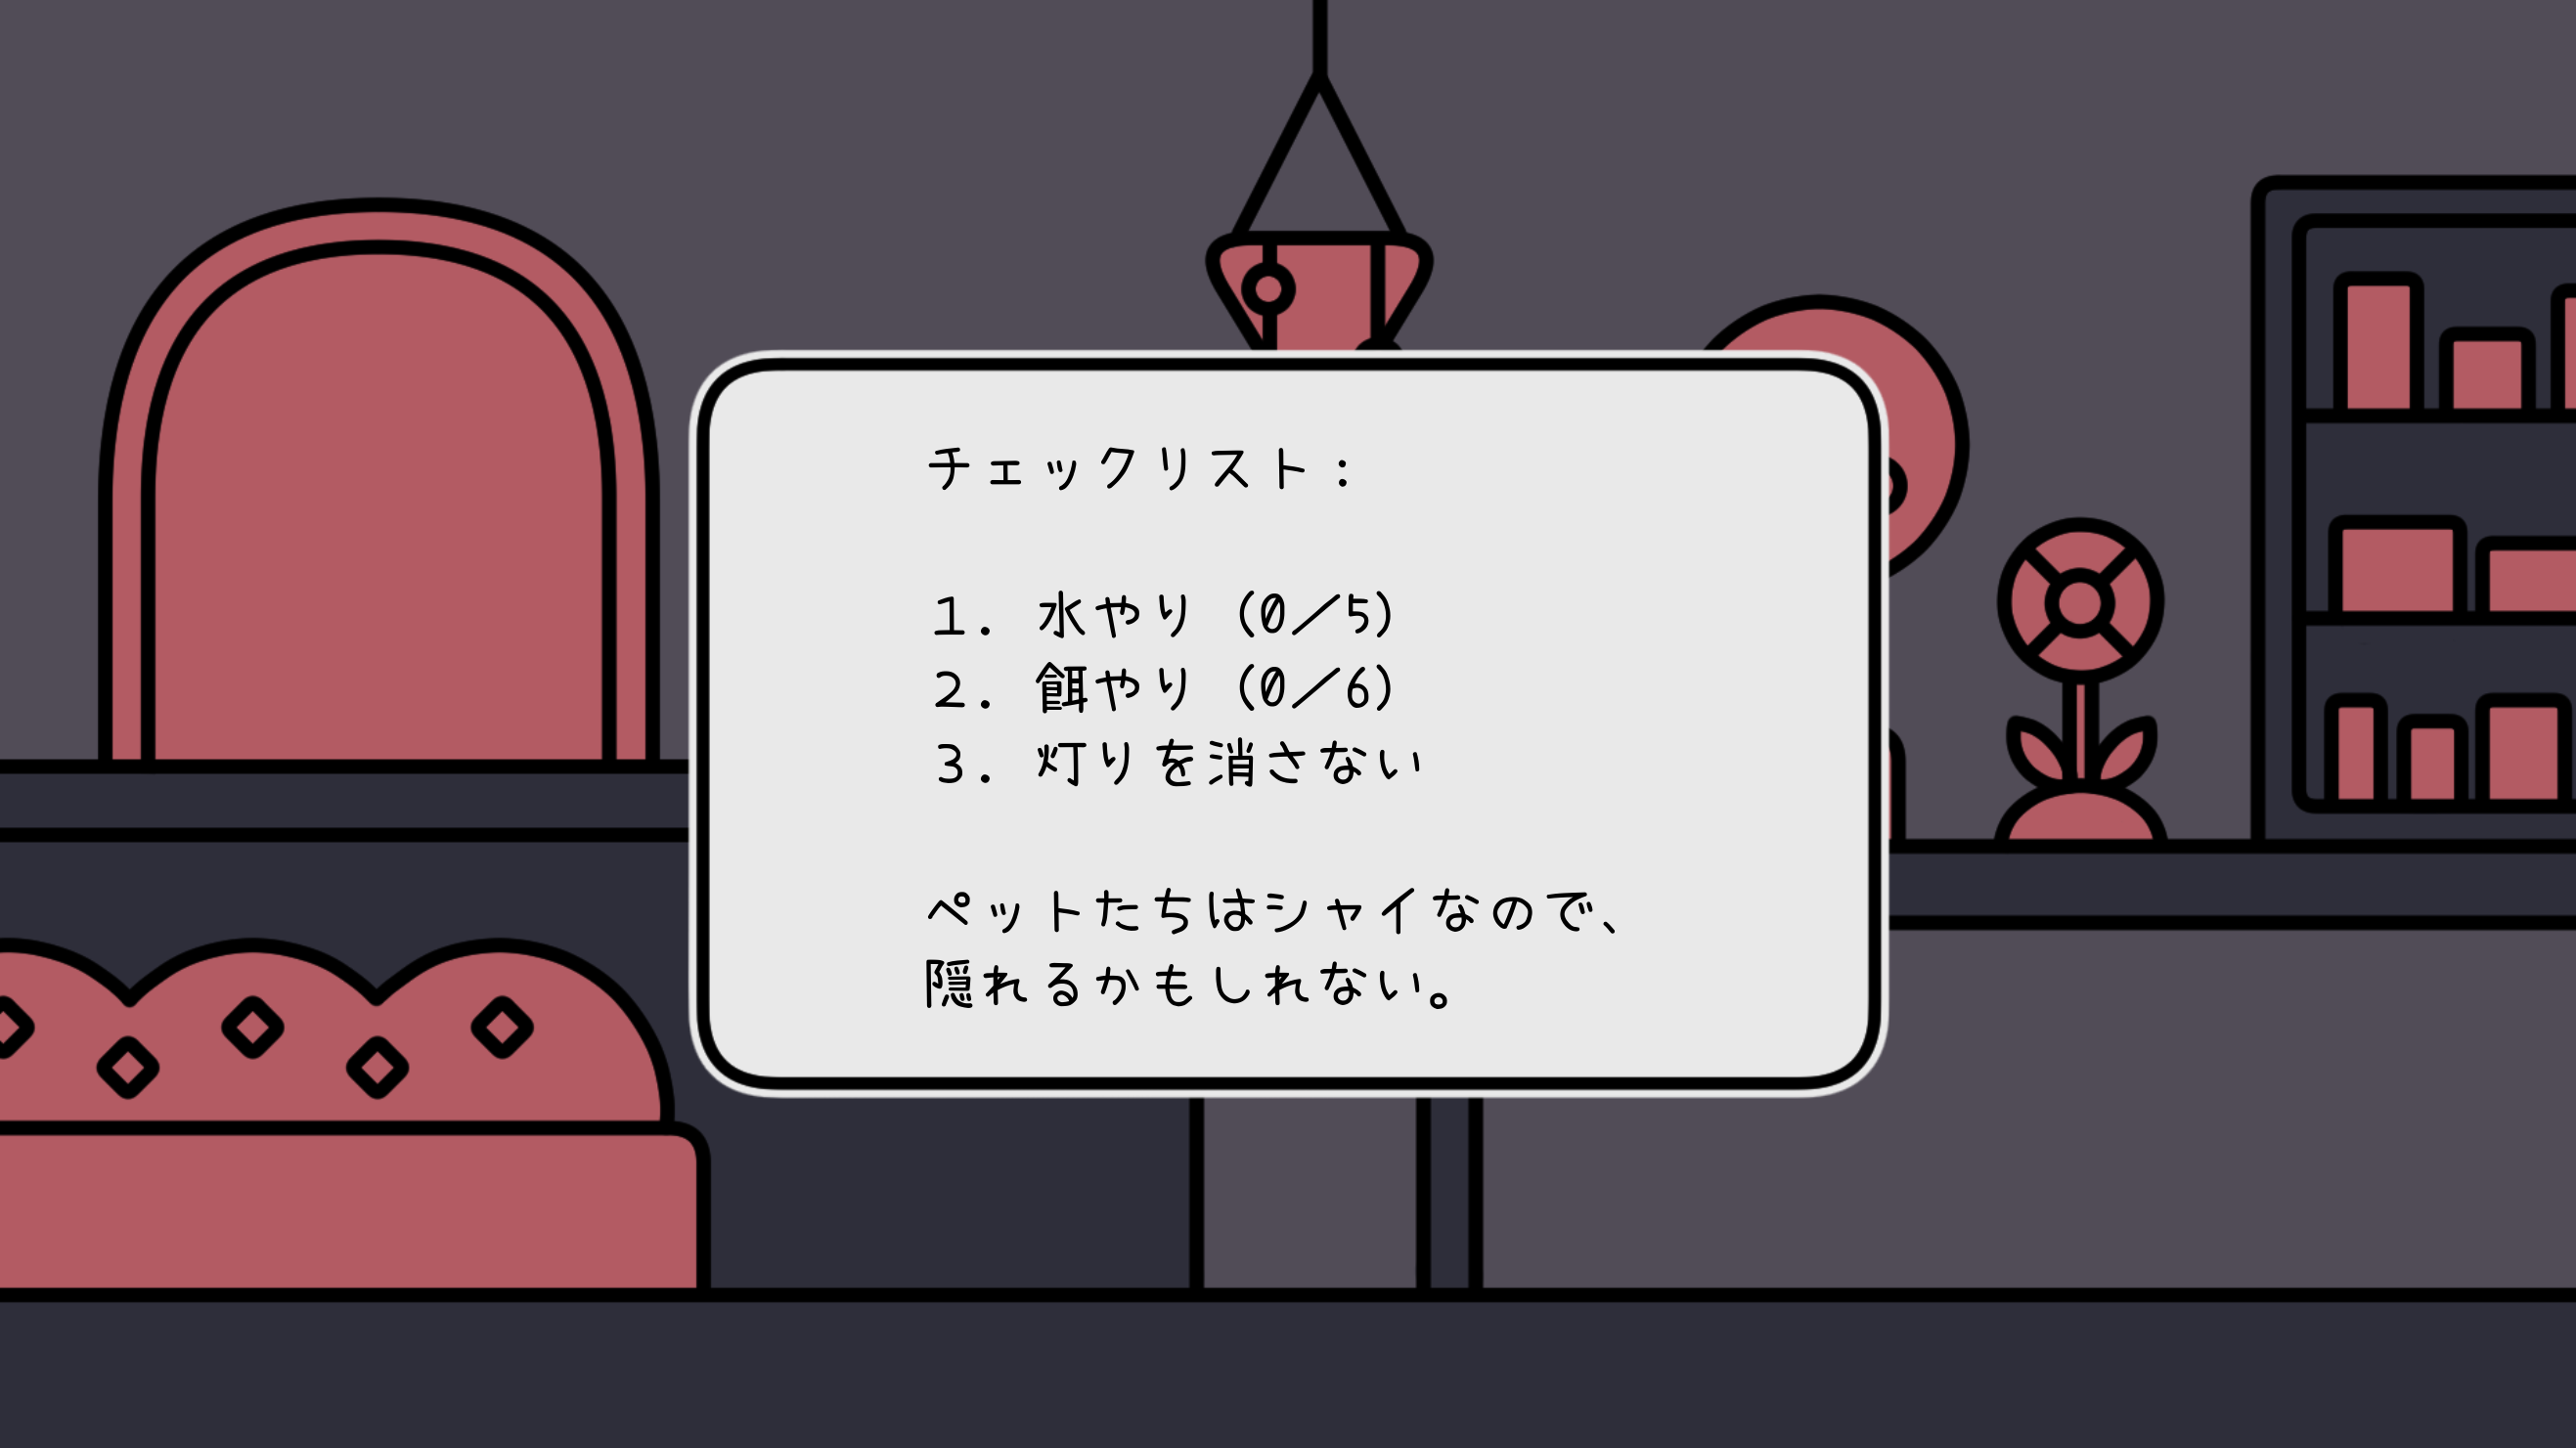 チェックリスト：
1. 水やり (0／5)
2. 餌やり (0／6)
3. 灯りを消さない
ペットたちはシャイなので、
隠れるかもしれない。